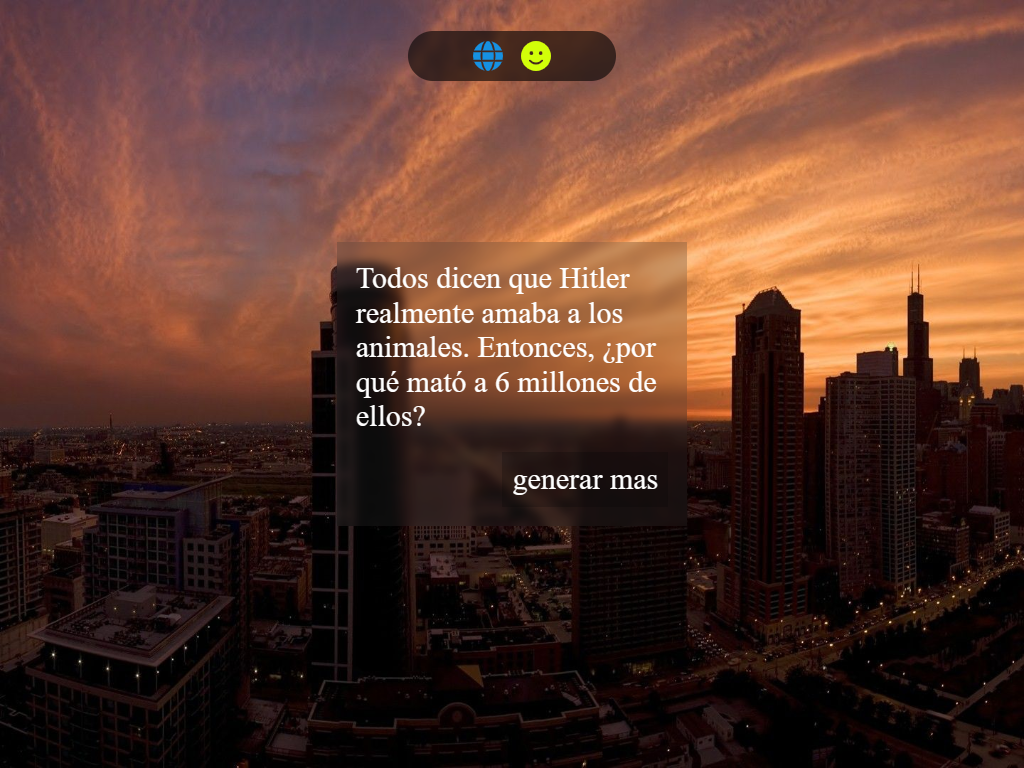 Todos dicen que Hitler
realmente amaba a los
animales. Entonces, ¿por
qué mató a 6 millones de
ellos?
generar mas